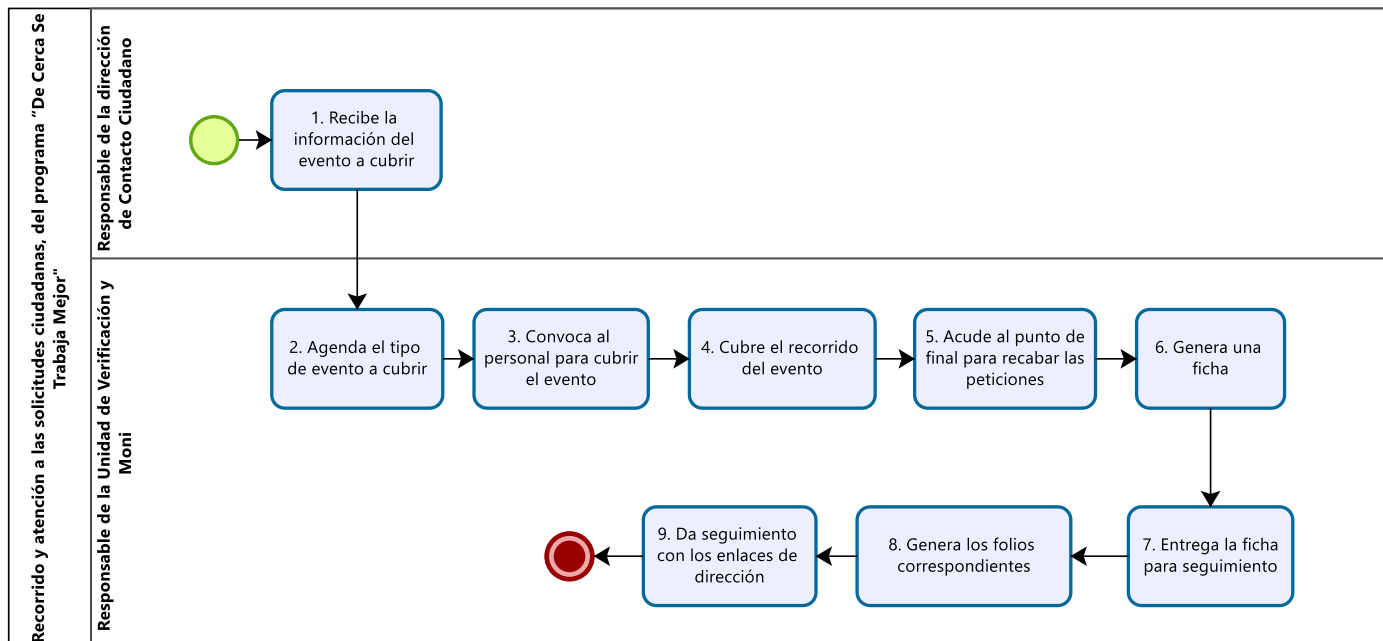 Recorrido y atención a las solicitudes ciudadanas, del programa “De Cerca Se
Trabaja Mejor"
Responsable de la dirección
de Contacto Ciudadano
1. Recibe la
información del
evento a cubrir
Responsable de la Unidad de Verificación y
Moni
2. Agenda el tipo
de evento a cubrir
3. Convoca al
personal para cubrir
el evento
4. Cubre el recorrido
del evento
5. Acude al punto de
final para recabar las
peticiones
6. Genera una
ficha
7. Entrega la ficha
para seguimiento
8. Genera los folios
correspondientes
9. Da seguimiento
con los enlaces de
dirección